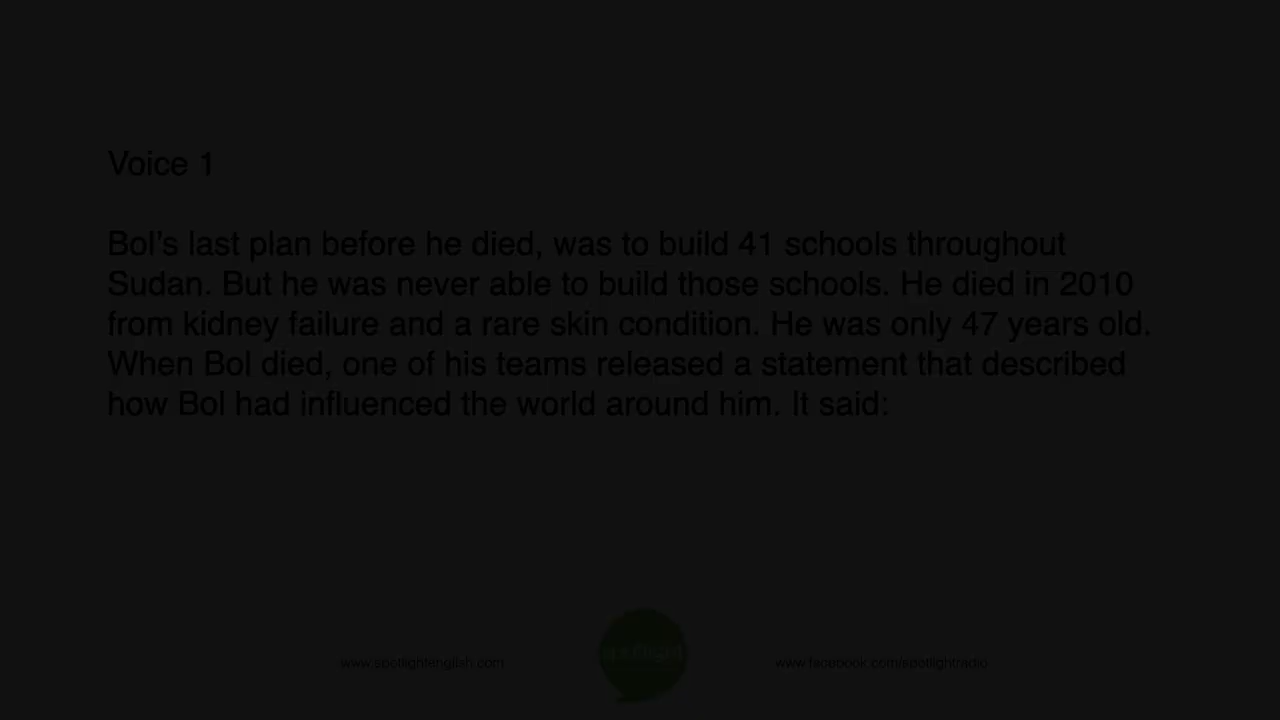 Voice 1
Bol's last plan before he died, was to build 41 schools throughout
Sudan. But he was never able to build those schools. He died in 2010
from kidney failure and a rare skin condition. He was only 47 years old.
When Bol died, one of his teams released a statement that described
how Bol had influenced the world around him. It said:
www.spotlightenglish.com
spotlight
www.facebook.com/spotlightradio